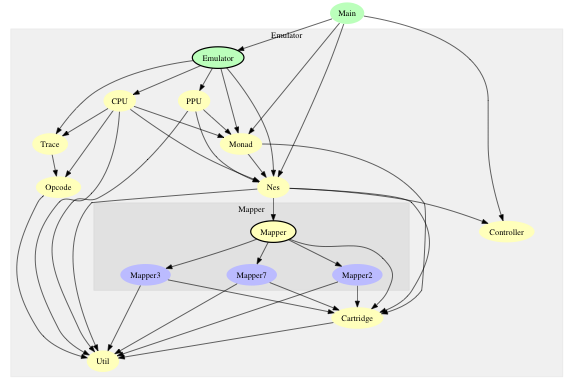 Main
Emulator
Emulator
CPU
PPU
Trace
Monad
Opcode
Nes
Mapper
Mapper
Controller
Mapper3
Mapper7
Mapper2
Cartridge
Util